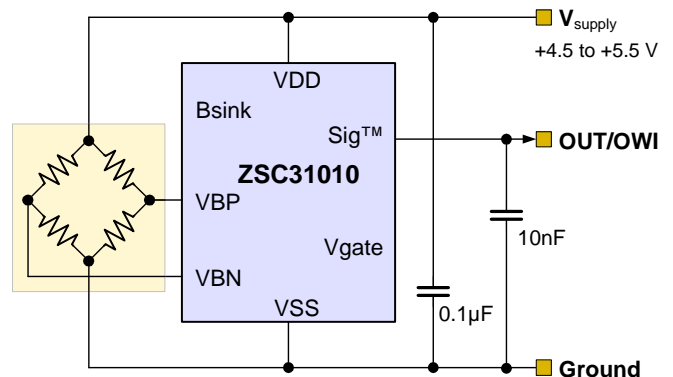 Vsupply
+4.5 to +5.5 V
VDD
Bsink
Sig™
OUT/OWI
ZSC31010
VBP
Vgate
10nF
VBN
VSS
0.1µF
Ground